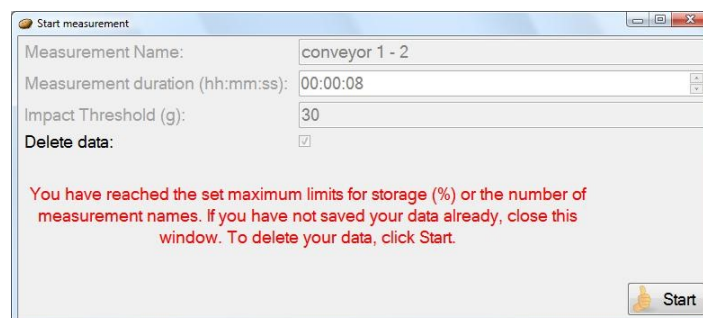 Start measurement
Measurement Name: conveyor 1 - 2
Measurement duration (hh:mm:ss): 00:00:08
Impact Threshold (g): 30
Delete data:
You have reached the set maximum limits for storage (%) or the number of
measurement names. If you have not saved your data already, close this
window. To delete your data, click Start.
Start